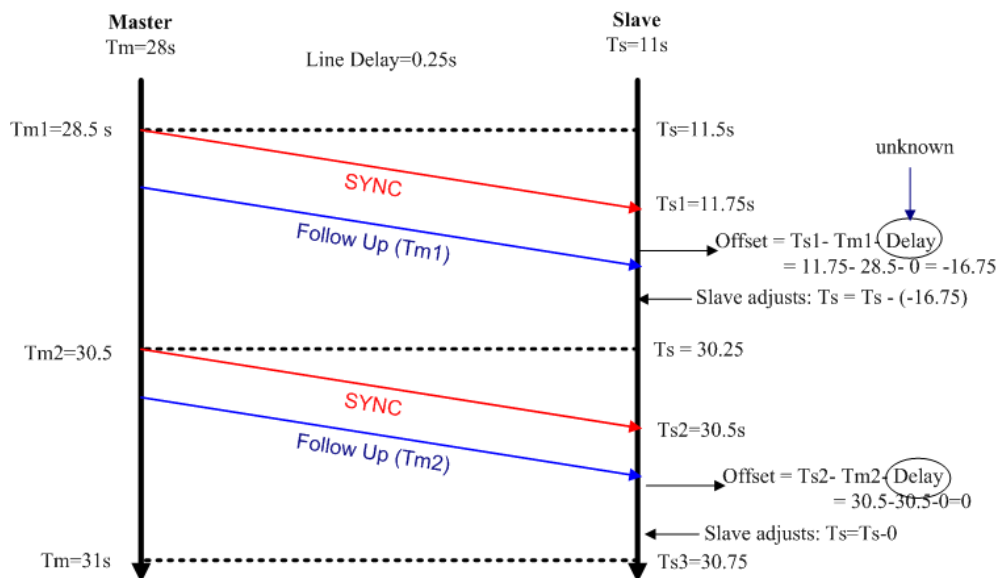 Master
Tm=28s
Slave
Ts=11s
Line Delay=0.25s
Tm1=28.5 s
Ts=11.5s
unknown
SYNC
Ts1=11.75s
Follow Up (Tm1)
Offset = Ts1- Tm1- Delay
= 11.75- 28.5- 0 = -16.75
Slave adjusts: Ts = Ts - (-16.75)
Tm2=30.5
Ts = 30.25
SYNC
Ts2=30.5s
Follow Up (Tm2)
Offset = Ts2- Tm2- Delay
= 30.5-30.5-0=0
Slave adjusts: Ts=Ts-0
Tm=31s
Ts3=30.75